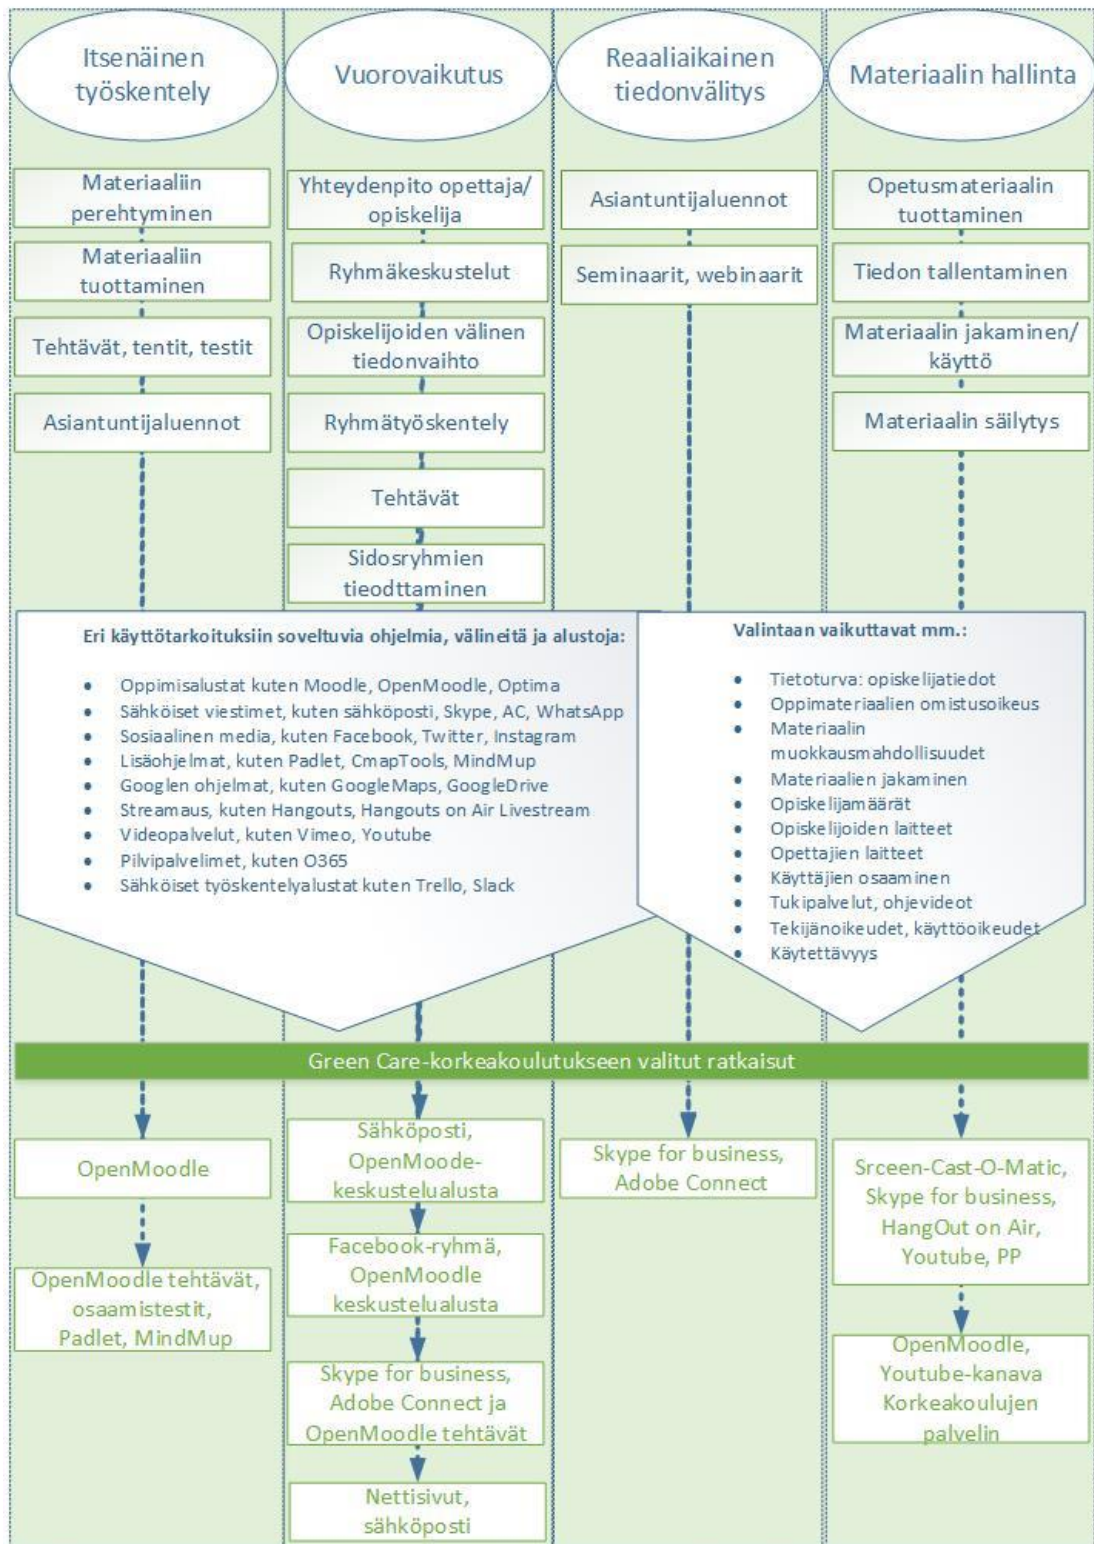 Itsenäinen
työskentely
Vuorovaikutus
Reaaliaikainen
tiedonvälitys
Materiaalin hallinta
Materiaaliin
perehtyminen
Materiaaliin
tuottaminen
Tehtävät, tentit, testit
Asiantuntijaluennot
Yhteydenpito opettaja/
opiskelija
Ryhmäkeskustelut
Opiskelijoiden välinen
tiedonvaihto
Ryhmätyöskentely
Tehtävät
Sidosryhmien
tieodttaminen
Asiantuntijaluennot
Seminaarit, webinaarit
Opetusmateriaalin
tuottaminen
Tiedon tallentaminen
Materiaalin jakaminen/
käyttö
Materiaalin säilytys
Eri käyttötarkoituksiin soveltuvia ohjelmia, välineitä ja alustoja:
• Oppimisalustat kuten Moodle, OpenMoodle, Optima
• Sähköiset viestimet, kuten sähköposti, Skype, AC, WhatsApp
• Sosiaalinen media, kuten Facebook, Twitter, Instagram
• Lisäohjelmat, kuten Padlet, CmapTools, MindMup
• Googlen ohjelmat, kuten GoogleMaps, GoogleDrive
• Streamaus, kuten Hangouts, Hangouts on Air Livestream
• Videopalvelut, kuten Vimeo, Youtube
• Pilvipalvelimet, kuten O365
• Sähköiset työskentelyalustat kuten Trello, Slack
Valintaan vaikuttavat mm.:
• Tietoturva: opiskelijatiedot
• Oppimateriaalien omistusoikeus
• Materiaalin
muokkausmahdollisuudet
• Materiaalien jakaminen
• Opiskelijamäärät
• Opiskelijoiden laitteet
• Opettajien laitteet
• Käyttäjien osaaminen
• Tukipalvelut, ohjevideot
• Tekijänoikeudet, käyttöoikeudet
• Käytettävyys
Green Care-korkeakoulutukseen valitut ratkaisut
OpenMoodle
OpenMoodle tehtävät,
osaamistestit,
Padlet, MindMup
Sähköposti,
OpenMoode-
keskustelualusta
Facebook-ryhmä,
OpenMoodle
keskustelualusta
Skype for business,
Adobe Connect ja
OpenMoodle tehtävät
Nettisivut,
sähköposti
Skype for business,
Adobe Connect
Srceen-Cast-O-Matic,
Skype for business,
HangOut on Air,
Youtube, PP
OpenMoodle,
Youtube-kanava
Korkeakoulujen
palvelin